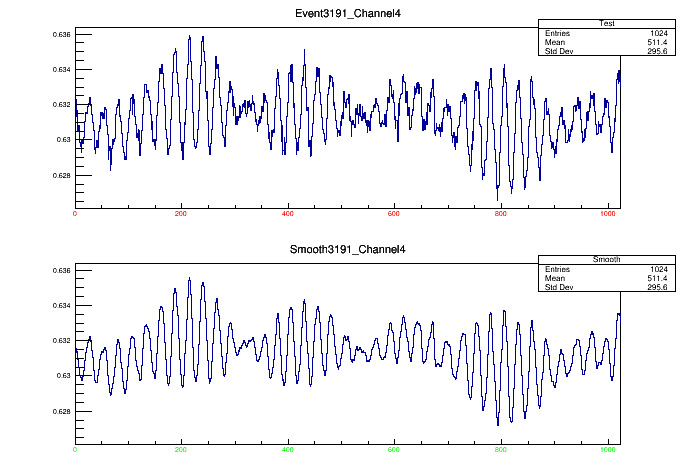 Event3191_Channel4
Test
Entries 1024
Mean 511.4
Std Dev 295.6
0.636
0.634
0.632
0.63
0.628
0 200 400 600 800 1000
Smooth3191_Channel4
Smooth
Entries 1024
Mean 511.4
Std Dev 295.6
0.636
0.634
0.632
0.63
0.628
0 200 400 600 800 1000